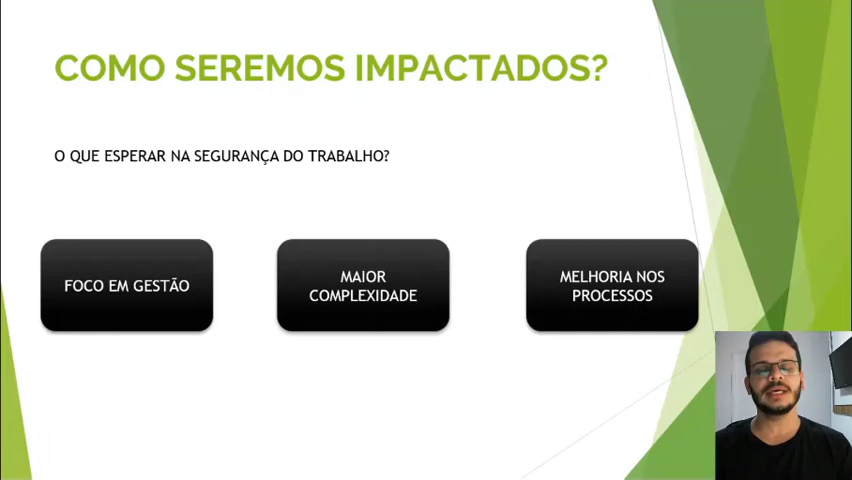 COMO SEREMOS IMPACTADOS?
O QUE ESPERAR NA SEGURANÇA DO TRABALHO?
FOCO EM GESTÃO
MAIOR
COMPLEXIDADE
MELHORIA NOS
PROCESSOS